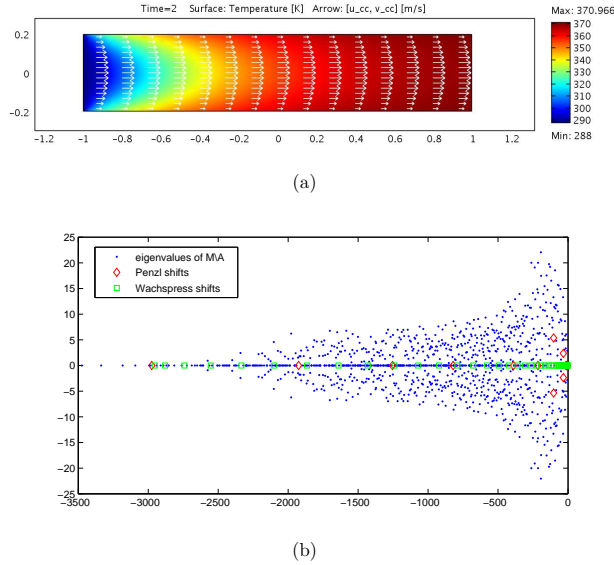 Time=2 Surface: Temperature [K] Arrow: [u_cc, v_cc] [m/s]
Max: 370.966
0.2
0
−0.2
−1.2 −1 −0.8 −0.6 −0.4 −0.2 0 0.2 0.4 0.6 0.8 1 1.2
370
360
350
340
330
320
310
300
290
Min: 288
(a)
25
20
15
10
5
0
−5
−10
−15
−20
−25
eigenvalues of M\A
Penzl shifts
Wachspress shifts
−3500 −3000 −2500 −2000 −1500 −1000 −500 0
(b)